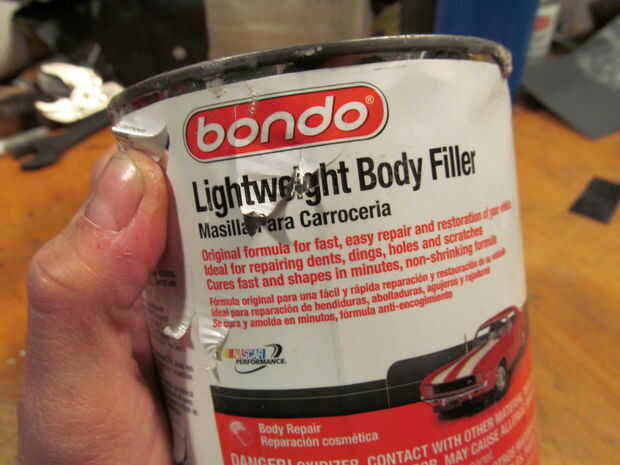 bondo®
Lightweight Body Filler
Masilla Para Carroceria
Original formula for fast, easy repair and restoration of your vehicle
Ideal for repairing dents, dings, holes and scratches
Cures fast and shapes in minutes, non-shrinking formula
Fórmula original para una fácil y rápida reparación y restauración de su vehículo
Ideal para reparación de hendiduras, abolladuras, agujeros y rajaduras
Se cura y amolda en minutos, fórmula anti-encogimiento
NASCAR
PERFORMANCE.
Body Repair
Reparación cosmética
DANGER! OXIDIZER. CONTACT WITH OTHER
MAY CAUSE